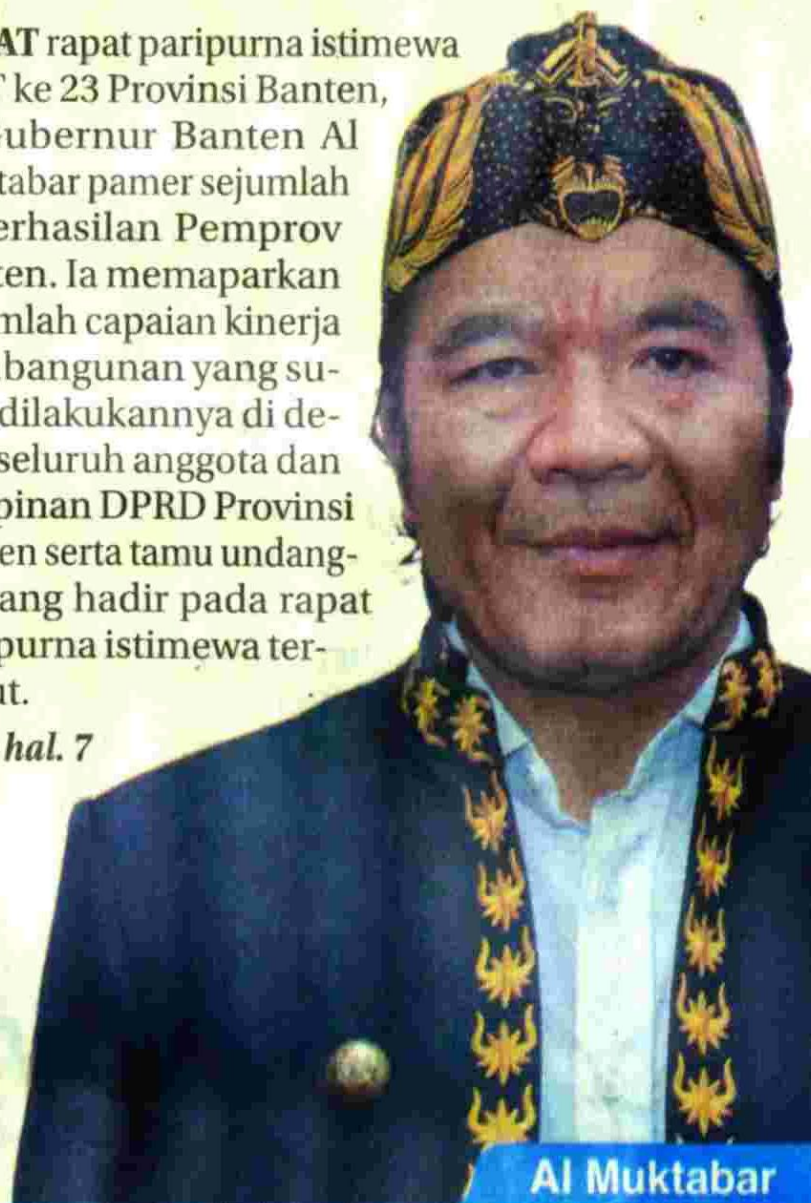 AT rapat paripurna istimewa
T ke 23 Provinsi Banten,
Gubernur Banten Al
tabar pamer sejumlah
erhasilan Pemprov
ten. Ia memaparkan
mlah capaian kinerja
bangunan yang su-
dilakukannya di de-
seluruh anggota dan
pinan DPRD Provinsi
en serta tamu undang-
ang hadir pada rapat
purna istimewa ter-
ut.
hal. 7
Al Muktabar